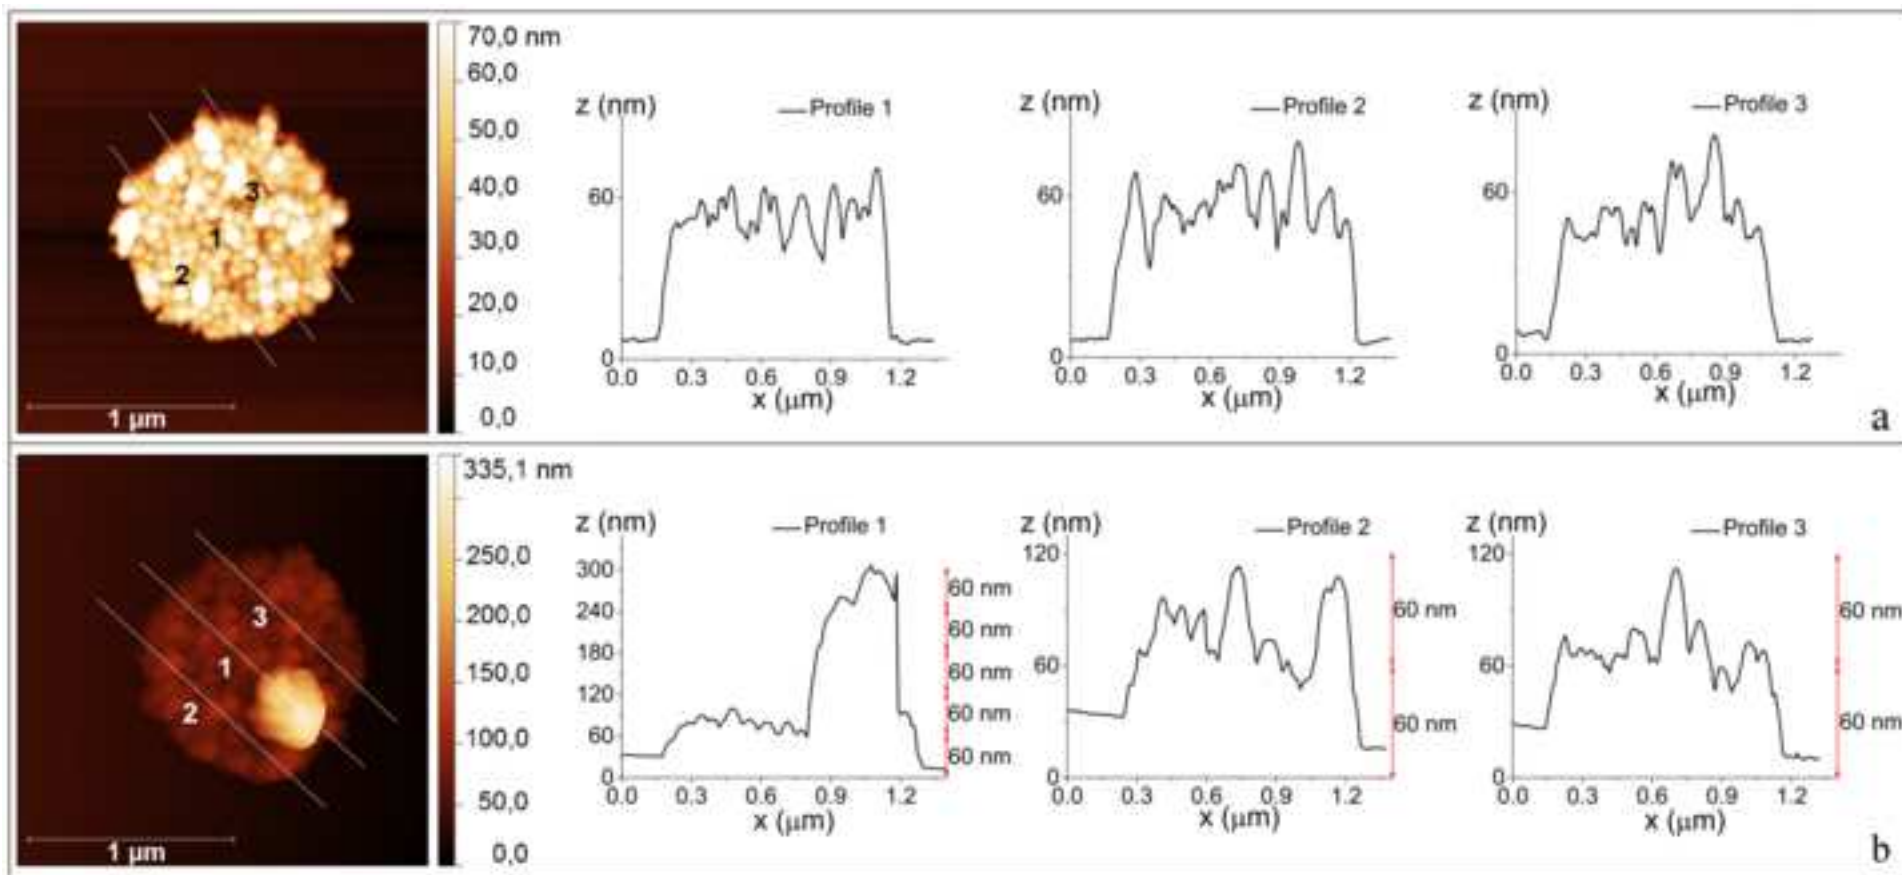 70,0 nm
60,0
50,0
40,0
30,0
20,0
10,0
0,0
3
1
2
1 µm
z (nm)
Profile 1
60
0
0.0 0.3 0.6 0.9 1.2
x (µm)
z (nm)
Profile 2
60
0
0.0 0.3 0.6 0.9 1.2
x (µm)
z (nm)
Profile 3
60
0
0.0 0.3 0.6 0.9 1.2
x (µm)
a
335,1 nm
250,0
200,0
150,0
100,0
50,0
0,0
3
1
2
1 µm
z (nm)
Profile 1
300
240
180
120
60
0
0.0 0.3 0.6 0.9 1.2
x (µm)
60 nm
60 nm
60 nm
60 nm
60 nm
z (nm)
Profile 2
120
60
0
0.0 0.3 0.6 0.9 1.2
x (µm)
60 nm
60 nm
z (nm)
Profile 3
120
60
0
0.0 0.3 0.6 0.9 1.2
x (µm)
60 nm
60 nm
b